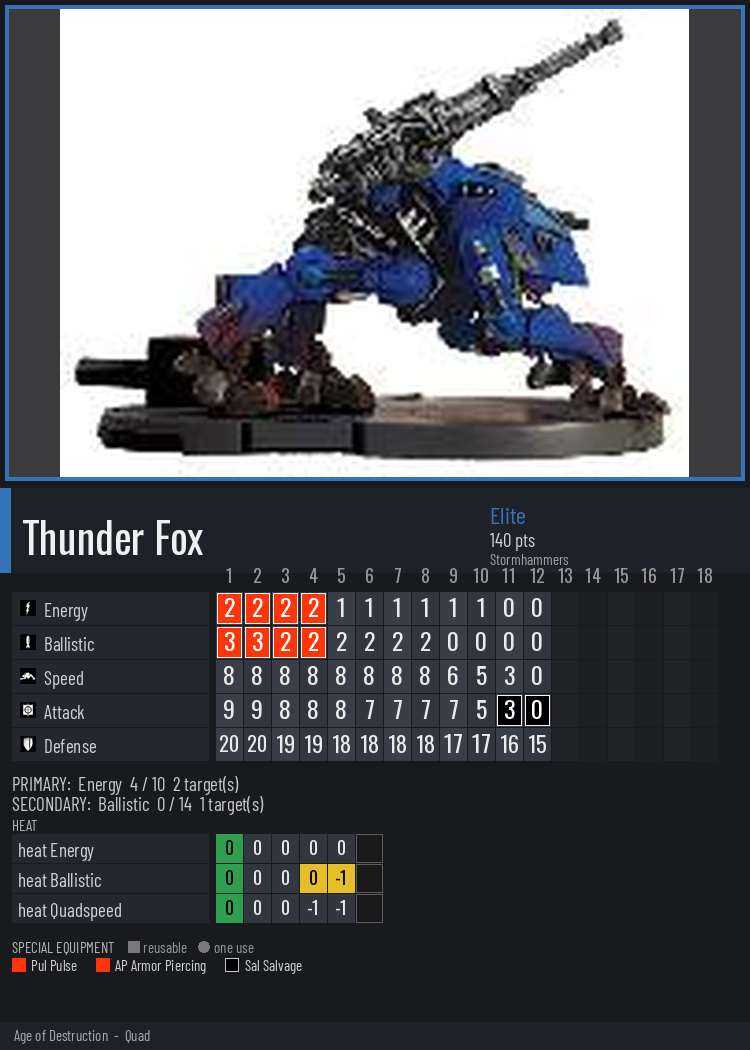 Thunder Fox
Elite
140 pts
Stormhammers
1 2 3 4 5 6 7 8 9 10 11 12 13 14 15 16 17 18
Energy 2 2 2 2 1 1 1 1 1 1 0 0
Ballistic 3 3 2 2 2 2 2 2 0 0 0 0
Speed 8 8 8 8 8 8 8 8 6 5 3 0
Attack 9 9 8 8 8 7 7 7 7 5 3 0
Defense 20 20 19 19 18 18 18 18 17 17 16 15
PRIMARY: Energy 4 / 10 2 target(s)
SECONDARY: Ballistic 0 / 14 1 target(s)
HEAT
heat Energy 0 0 0 0 0
heat Ballistic 0 0 0 0 -1
heat Quadspeed 0 0 0 -1 -1
SPECIAL EQUIPMENT reusable one use
Pul Pulse AP Armor Piercing Sal Salvage
Age of Destruction - Quad